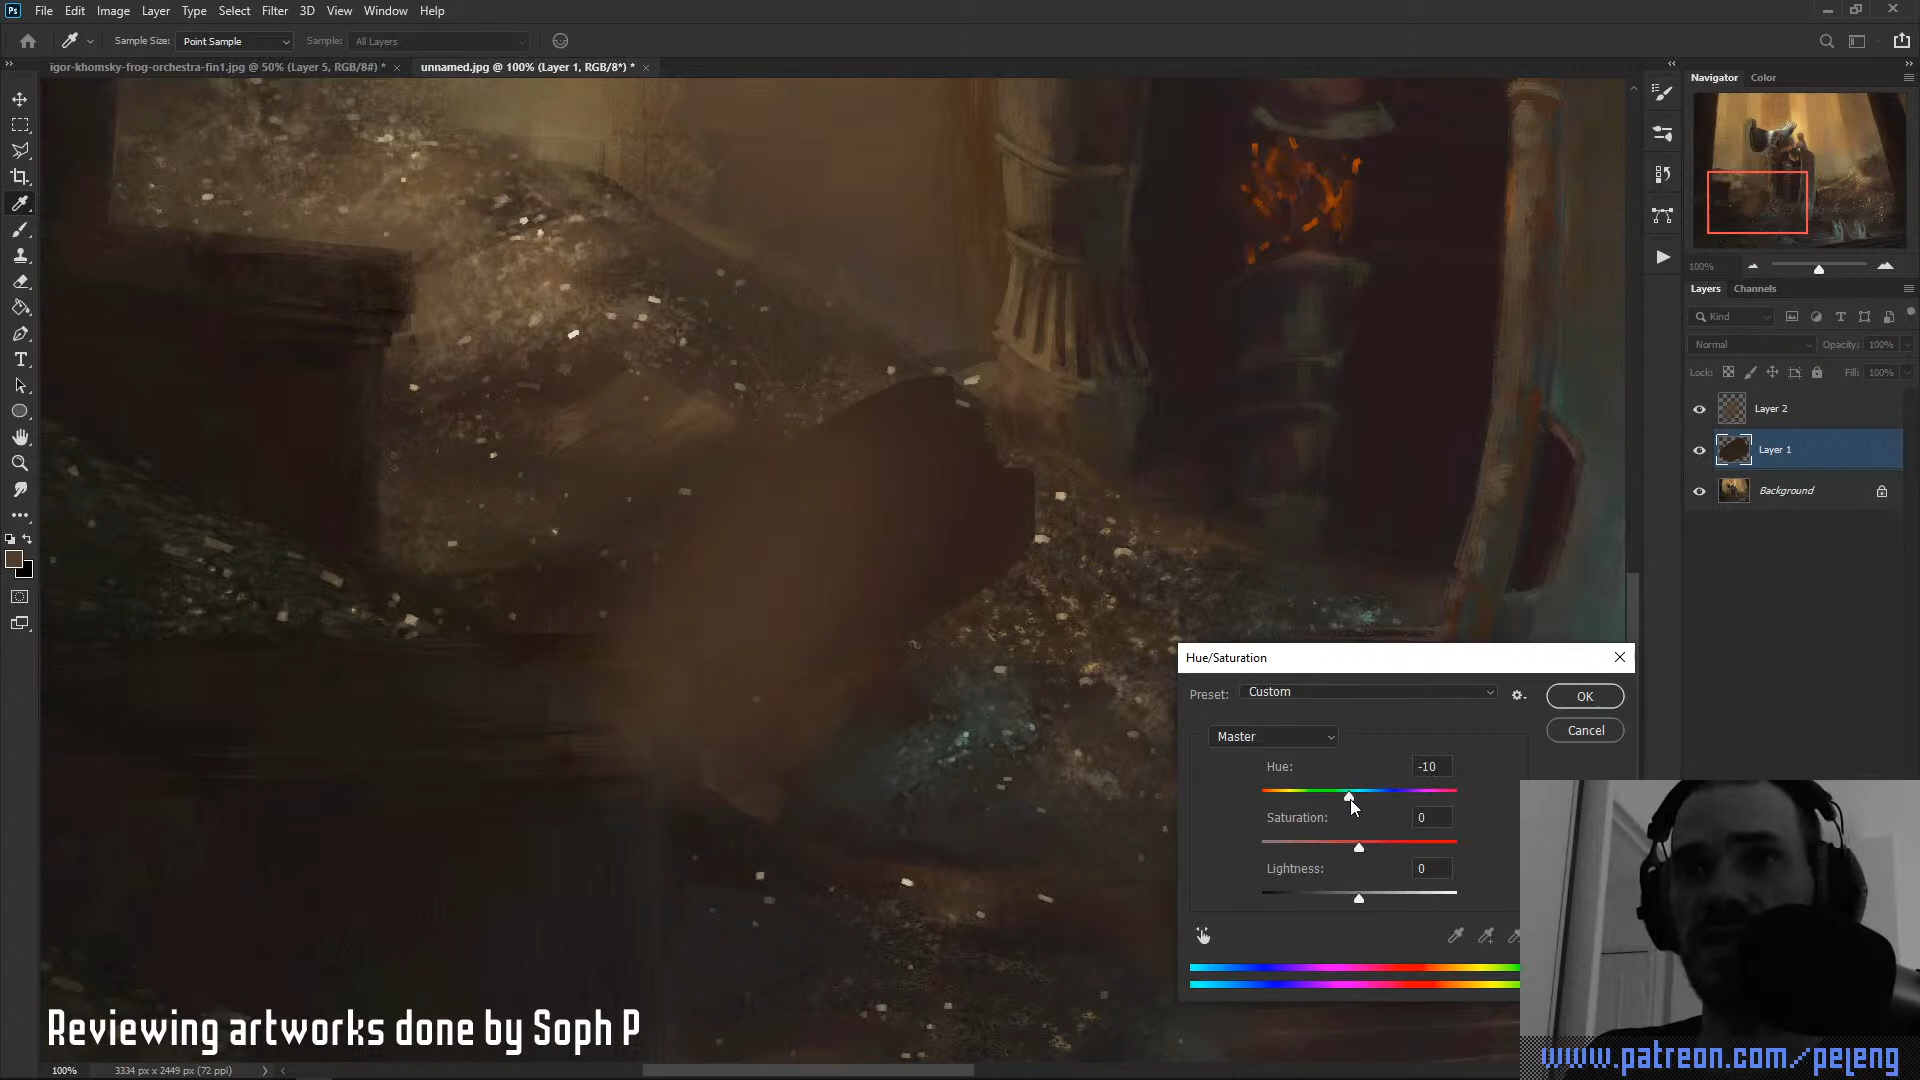 Ps File Edit Image Layer Type Select Filter 3D View Window Help
Sample Size: Point Sample Sample: All Layers
igor-khomsky-frog-orchestra-fin1.jpg @ 50% (Layer 5, RGB/8#) *
unnamed.jpg @ 100% (Layer 1, RGB/8*) *
Navigator Color
100%
Layers Channels
Kind
Normal Opacity: 100%
Lock: Fill: 100%
Layer 2
Layer 1
Background
Hue/Saturation
Preset: Custom OK
Cancel
Master
Hue: -10
Saturation: 0
Lightness: 0
Reviewing artworks done by Soph P
www.patreon.com/peleng
100% 3334 px x 2449 px (72 ppi)